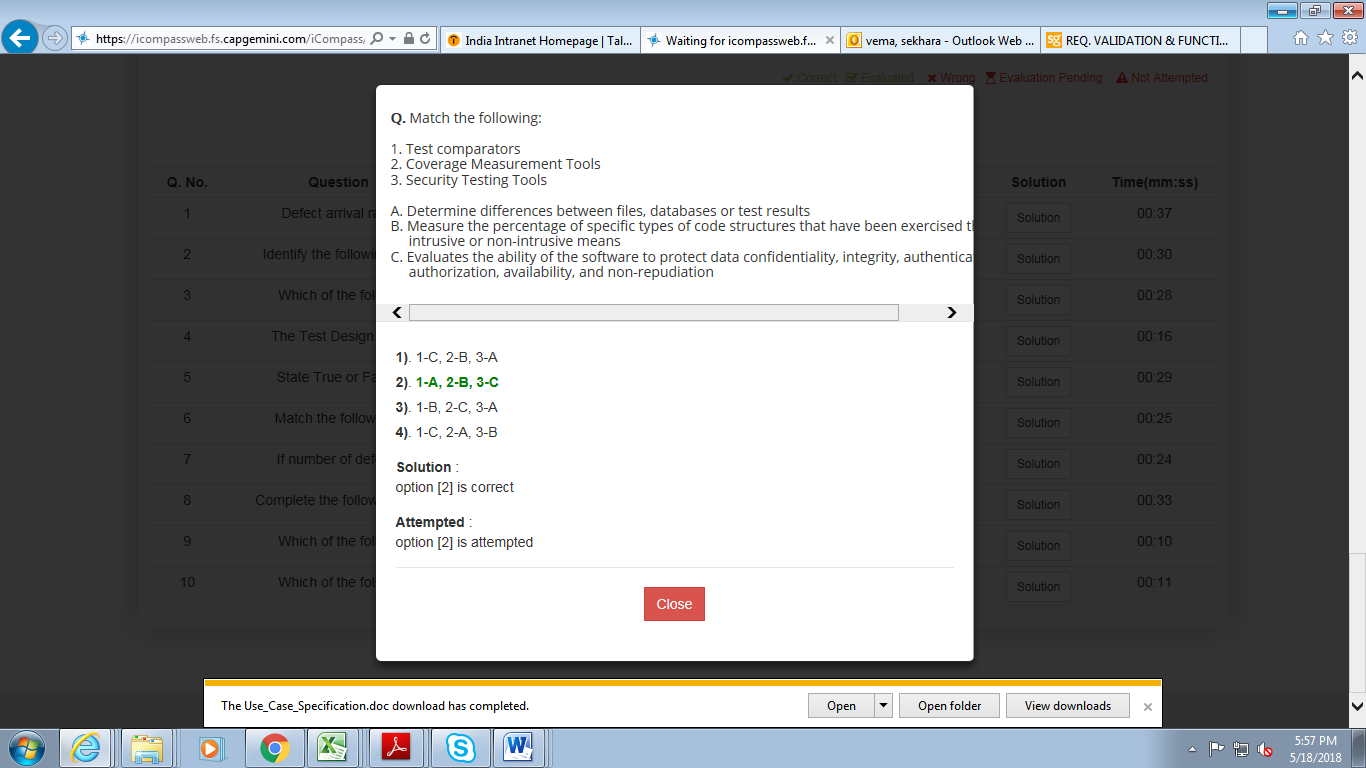 https://icompassweb.fs.capgemini.com/iCompass,
India Intranet Homepage | Tal...
Waiting for icompassweb.f...
vema, sekhara - Outlook Web ...
REQ. VALIDATION & FUNCTI...
Correct Evaluated Wrong Evaluation Pending Not Attempted
Q. Match the following:
1. Test comparators
2. Coverage Measurement Tools
3. Security Testing Tools
A. Determine differences between files, databases or test results
B. Measure the percentage of specific types of code structures that have been exercised
intrusive or non-intrusive means
C. Evaluates the ability of the software to protect data confidentiality, integrity, authentica
authorization, availability, and non-repudiation
1). 1-C, 2-B, 3-A
2). 1-A, 2-B, 3-C
3). 1-B, 2-C, 3-A
4). 1-C, 2-A, 3-B
Solution :
option [2] is correct
Attempted :
option [2] is attempted
Close
Q. No. Question Solution Time(mm:ss)
1 Defect arrival ra Solution 00:37
2 Identify the followi Solution 00:30
3 Which of the fol Solution 00:28
4 The Test Design Solution 00:16
5 State True or Fa Solution 00:29
6 Match the follow Solution 00:25
7 If number of def Solution 00:24
8 Complete the follow Solution 00:33
9 Which of the fol Solution 00:10
10 Which of the fol Solution 00:11
The Use_Case_Specification.doc download has completed.
Open Open folder View downloads
5:57 PM
5/18/2018